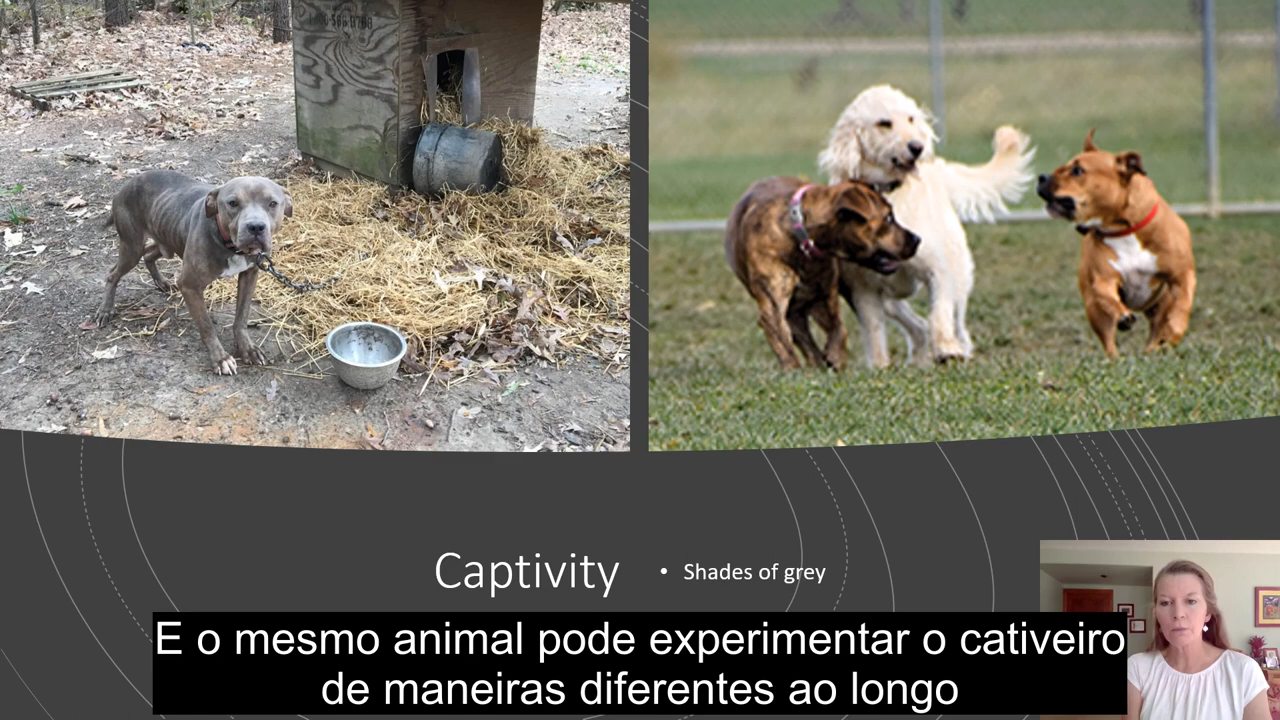 Captivity
• Shades of grey
E o mesmo animal pode experimentar o cativeiro
de maneiras diferentes ao longo